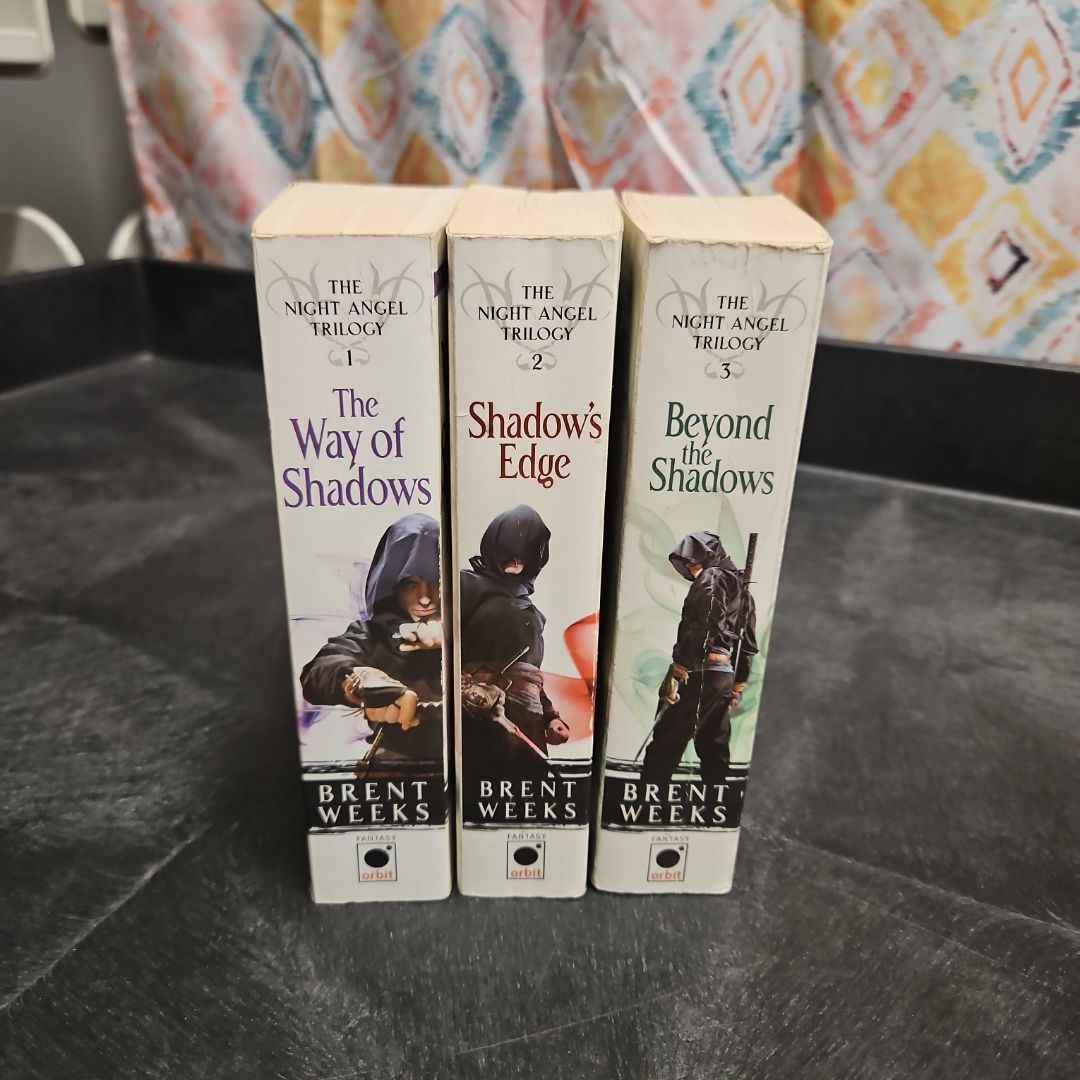 THE
NIGHT ANGEL
TRILOGY
1
The
Way of
Shadows
BRENT
WEEKS
FANTASY
orbit
THE
NIGHT ANGEL
TRILOGY
2
Shadow's
Edge
BRENT
WEEKS
FANTASY
orbit
THE
NIGHT ANGEL
TRILOGY
3
Beyond
the
Shadows
BRENT
WEEKS
FANTASY
orbit